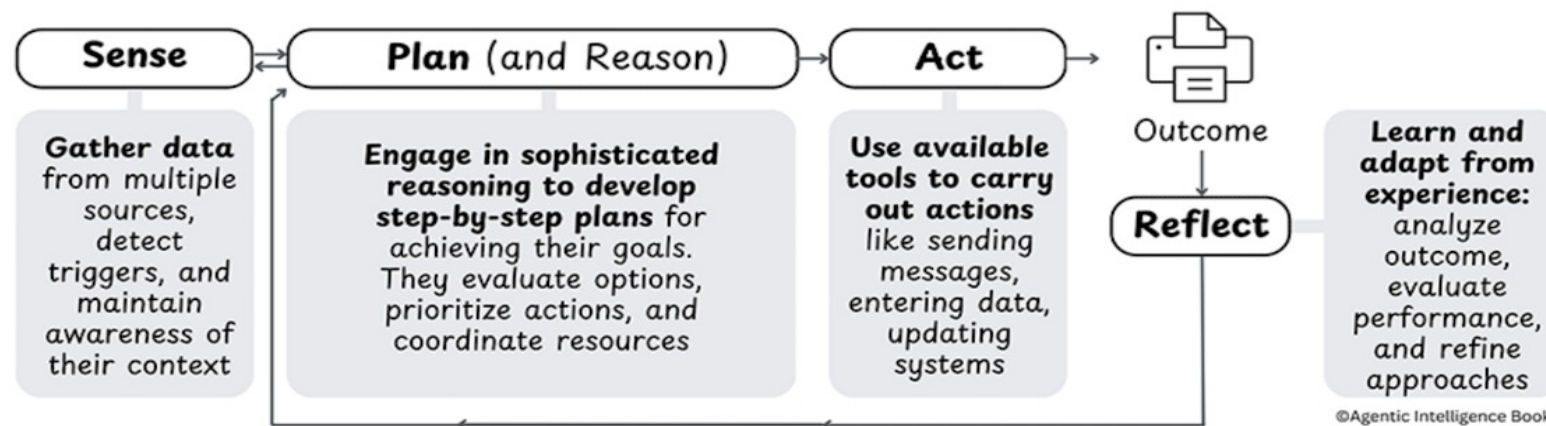 Sense
Plan (and Reason)
Act
Outcome
Reflect
Gather data
from multiple
sources,
detect
triggers, and
maintain
awareness of
their context
Engage in sophisticated
reasoning to develop
step-by-step plans for
achieving their goals.
They evaluate options,
prioritize actions, and
coordinate resources
Use available
tools to carry
out actions
like sending
messages,
entering data,
updating
systems
Learn and
adapt from
experience:
analyze
outcome,
evaluate
performance,
and refine
approaches
©Agentic Intelligence Book